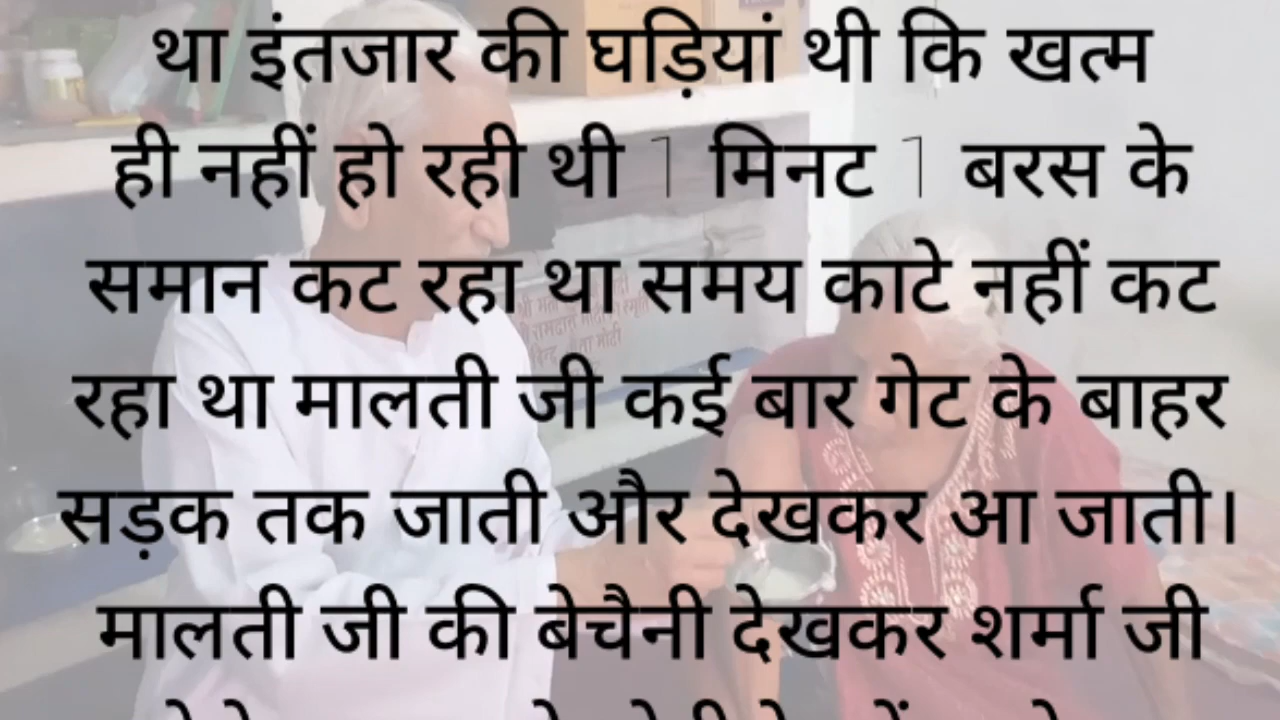 था इंतजार की घड़ियां थी कि खत्म
ही नहीं हो रही थी 1 मिनट 1 बरस के
समान कट रहा था समय काटे नहीं कट
रहा था मालती जी कई बार गेट के बाहर
सड़क तक जाती और देखकर आ जाती।
मालती जी की बेचैनी देखकर शर्मा जी